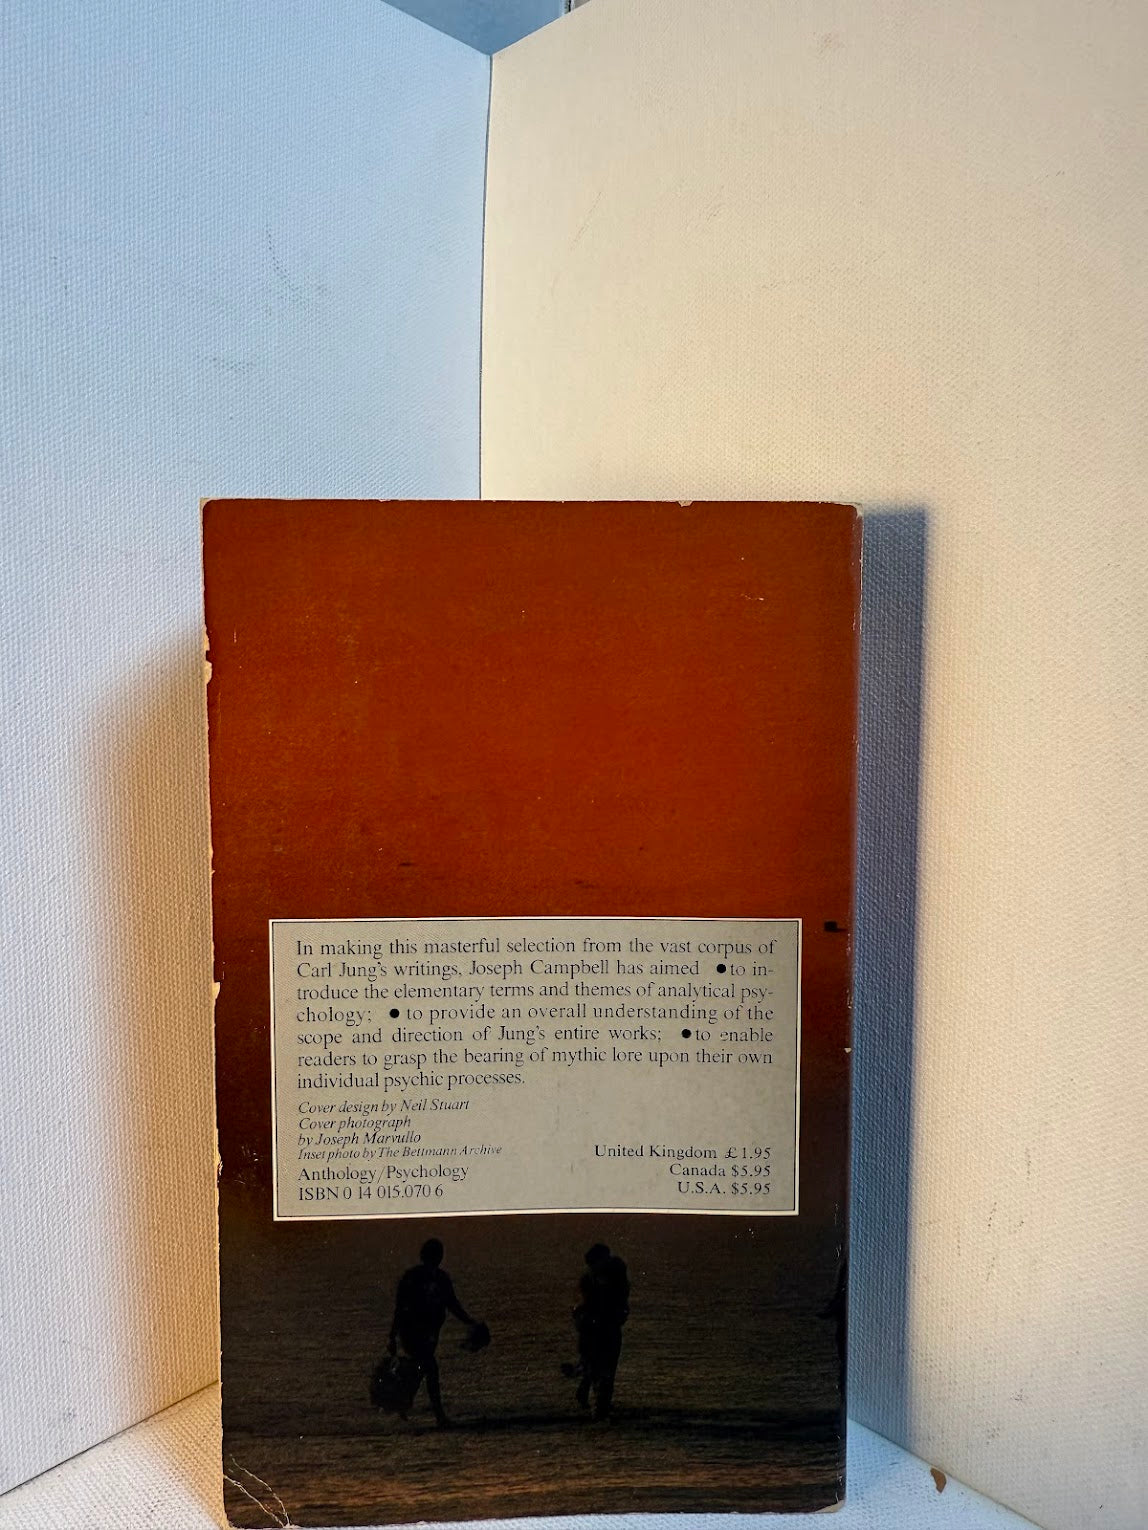 In making this masterful selection from the vast corpus of
Carl Jung's writings, Joseph Campbell has aimed ● to in-
troduce the elementary terms and themes of analytical psy-
chology; ● to provide an overall understanding of the
scope and direction of Jung's entire works; ● to enable
readers to grasp the bearing of mythic lore upon their own
individual psychic processes.
Cover design by Neil Stuart
Cover photograph
by Joseph Marvullo
Inset photo by The Bettmann Archive
Anthology/Psychology
ISBN 0 14 015.070 6
United Kingdom £1.95
Canada $5.95
U.S.A. $5.95